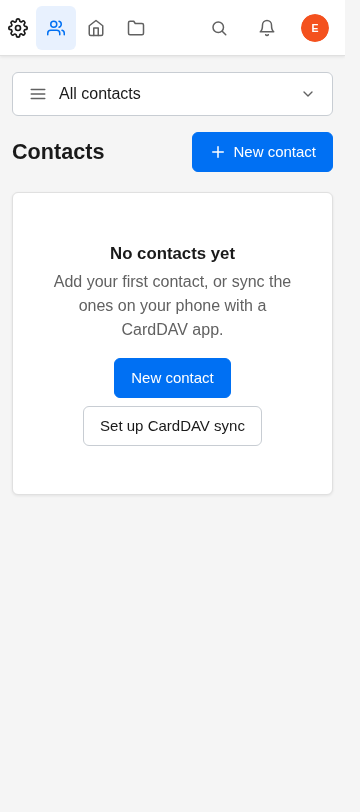 E
All contacts
Contacts
New contact
No contacts yet
Add your first contact, or sync the
ones on your phone with a
CardDAV app.
New contact
Set up CardDAV sync